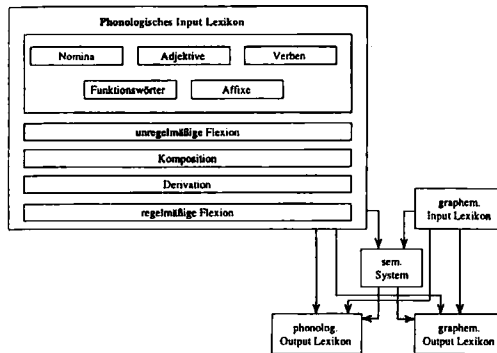 Phonologisches Input Lexikon
Nomina
Adjektive
Verben
Funktionswörter
Affixe
unregelmäßige Flexion
Komposition
Derivation
regelmäßige Flexion
graphem.
Input Lexikon
sem.
System
phonolog.
Output Lexikon
graphem.
Output Lexikon